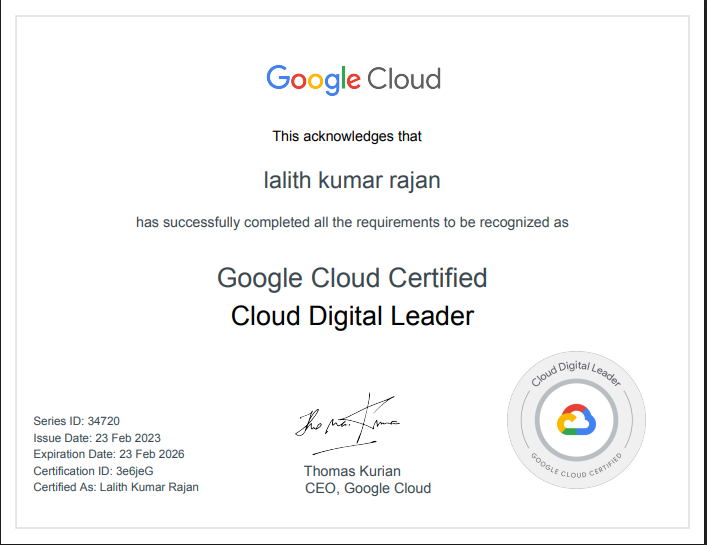 Google Cloud
This acknowledges that
lalith kumar rajan
has successfully completed all the requirements to be recognized as
Google Cloud Certified
Cloud Digital Leader
Series ID: 34720
Issue Date: 23 Feb 2023
Expiration Date: 23 Feb 2026
Certification ID: 3e6jeG
Certified As: Lalith Kumar Rajan
Thomas Kurian
Thomas Kurian
CEO, Google Cloud
Cloud Digital Leader
GOOGLE CLOUD CERTIFIED